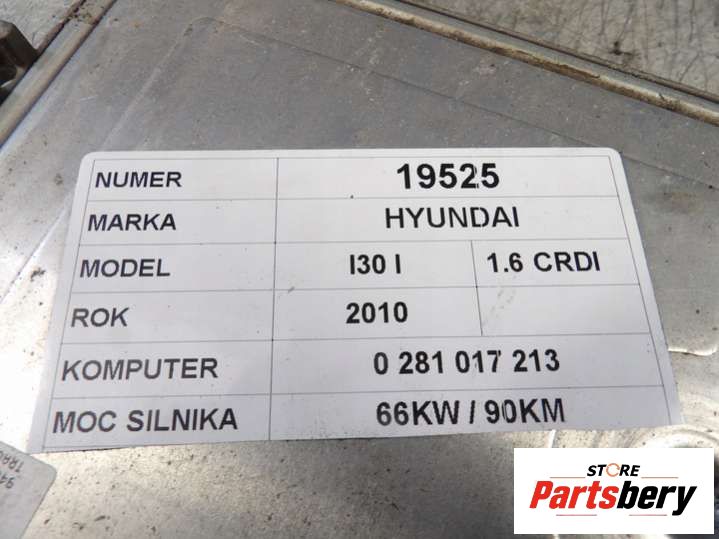 NUMER 19525
MARKA HYUNDAI
MODEL I30 I 1.6 CRDI
ROK 2010
KOMPUTER 0 281 017 213
MOC SILNIKA 66KW / 90KM
STORE
Partsbery